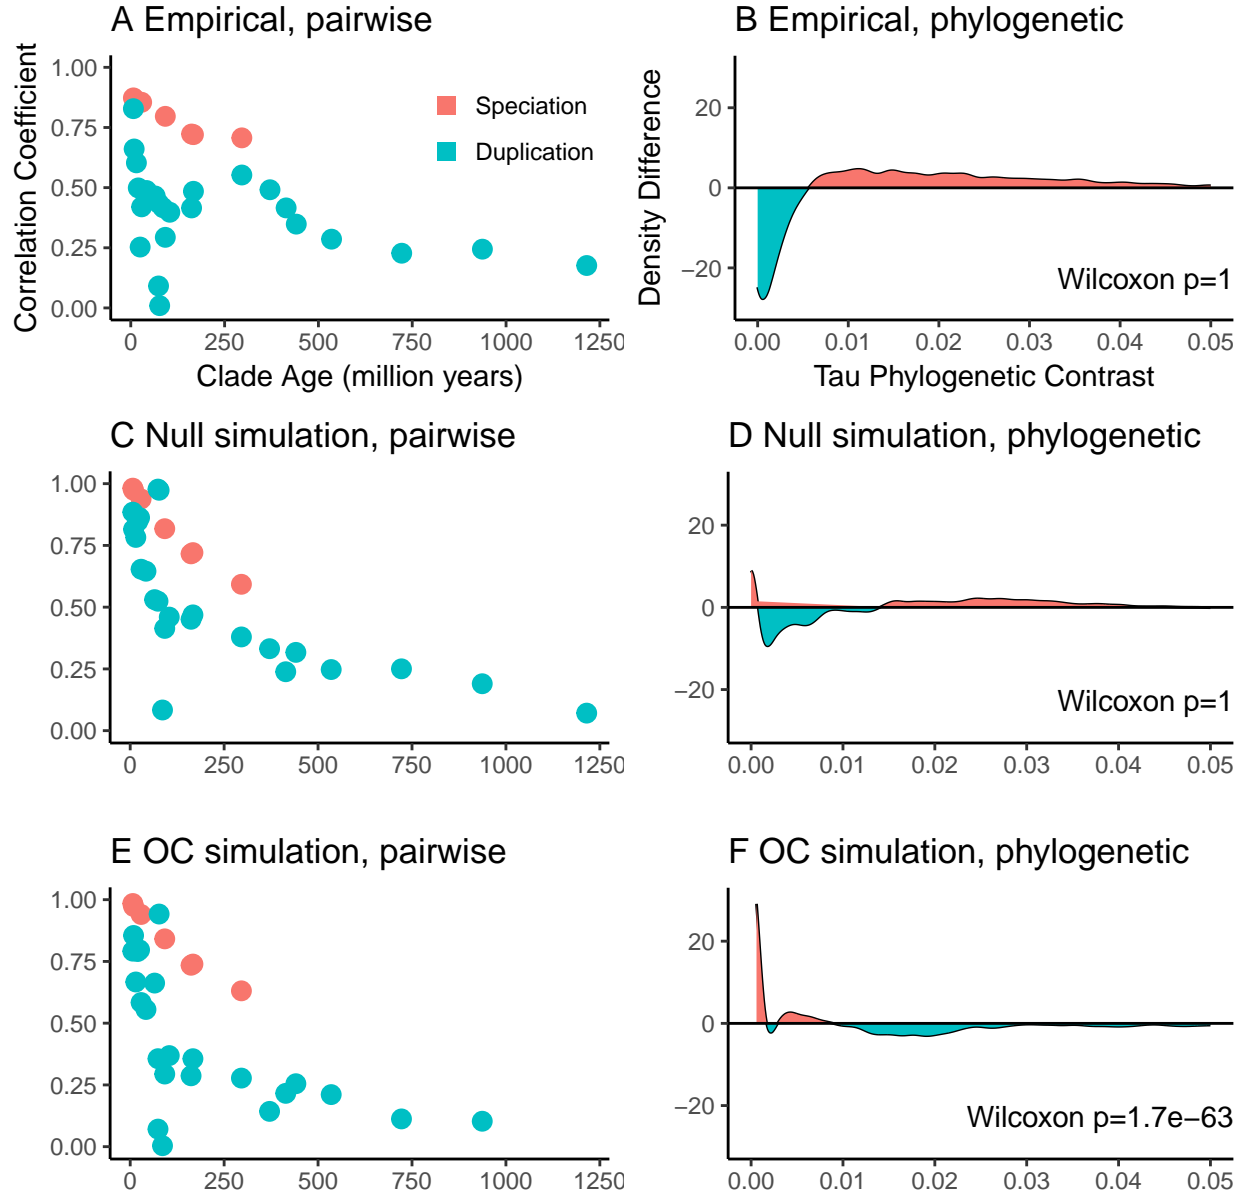 A Empirical, pairwise
Correlation Coefficient
1.00
0.75
0.50
0.25
0.00
Speciation
Duplication
0 250 500 750 1000 1250
Clade Age (million years)
B Empirical, phylogenetic
Density Difference
20
0
−20
Wilcoxon p=1
0.00 0.01 0.02 0.03 0.04 0.05
Tau Phylogenetic Contrast
C Null simulation, pairwise
1.00
0.75
0.50
0.25
0.00
0 250 500 750 1000 1250
D Null simulation, phylogenetic
20
0
−20
Wilcoxon p=1
0.00 0.01 0.02 0.03 0.04 0.05
E OC simulation, pairwise
1.00
0.75
0.50
0.25
0.00
0 250 500 750 1000 1250
F OC simulation, phylogenetic
20
0
−20
Wilcoxon p=1.7e−63
0.00 0.01 0.02 0.03 0.04 0.05